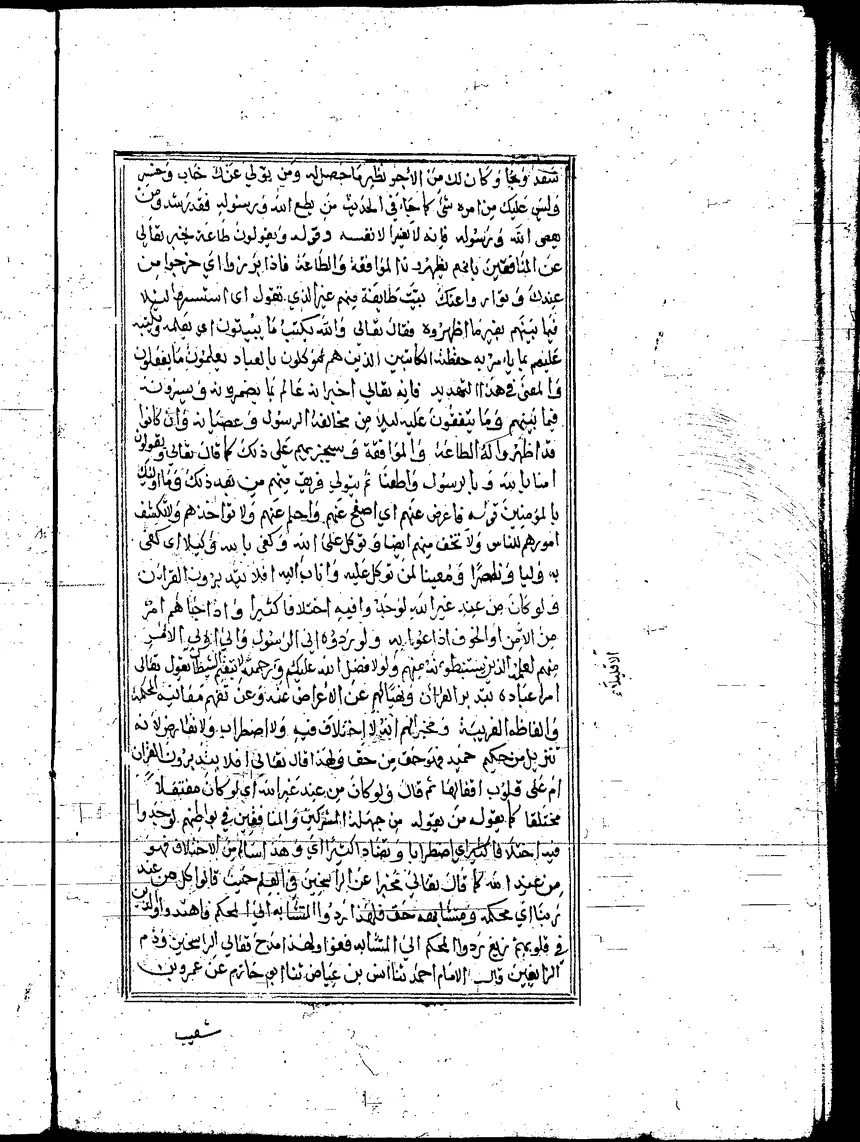 سعد ونجا وكان لك من الاجر نظير ما حصل له ومن يولي عنك خاب وخسر
وليس عليك من امره شئ كما جاء في الحديث من يطع الله ورسوله فقد رشد ومن
يعصي الله ورسوله فانه لا يضر الا نفسه وقوله ويقولون طاعة يخبر تعالى
عن المنافقين بانهم يظهرون الموافقة والطاعة فاذا برزوا اي خرجوا من
عندك وتواروا عنك بيت طايفة منهم غير الذي تقول اي استسروا ليلا
فيما بينهم بغير ما اظهروه فقال تعالى والله يكتب ما يبيتون اي يعلمه ويكتبه
عليهم بما يامر به حفظته الكاتبين الذين هم موكلون بالعباد يعلمون ما يفعلون
والمعنى في هذا التهديد فانه تعالى اخبر انه عالم بما يضمرونه ويسرونه
فيما بينهم وما يتفقون عليه ليلا من مخالفة الرسول وعصيانه وان كانوا
قد اظهروا له الطاعة والموافقة وسيجزيهم على ذلك كما قال تعالى ويقولون
امنا بالله وبالرسول واطعنا ثم يتولى فريق منهم من بعد ذلك وما اوليك
بالمومنين قوله فاعرض عنهم اي اصفح عنهم واحلم عنهم ولا تواخذهم ولا تكشف
امورهم للناس ولا تخف منهم ايضا وتوكل على الله وكفى بالله وكيلا اي كفى
به وليا ونصيرا ومعينا لمن توكل عليه واناب اليه افلا يتدبرون القرآن
ولو كان من عند غير الله لوجدوا فيه اختلافا كثيرا واذا جاهم امر
من الامن او الخوف اذاعوا به ولو ردوه الى الرسول والى اولي الامر
منهم لعلمه الذين يستنبطونه منهم ولولا فضل الله عليكم ورحمته لاتبعتم الشيطان يقول تعالى
امرا عباده بتدبر القران وناهيا لهم عن الاعراض عنه وعن تفهم معانيه المحكمة
والفاظه ومخبرا لهم انه لا اختلاف فيه ولا اضطراب ولا تعارض لانه
تنزيل من حكيم حميد فهو حق من حق ولهذا قال تعالى افلا يتدبرون القران
ام على قلوب اقفالها ثم قال ولو كان من عند غير الله اي لو كان مفتعلا
مختلقا كما يقوله من يقوله من جهلة المشركين والمنافقين في بواطنهم لوجدوا
فيه اختلافا كثيرا اي اضطرابا وتضادا كثيرا اي وهذا سالم من الاختلاف فهو
من عند الله كما قال تعالى مخبرا عن الراسخين في العلم حيث قالوا كل من عند
ربنا اي محكمه ومتشابهه حق فلهذا ردوا المتشابه الى المحكم فاهتدوا والذين
في قلوبهم زيغ ردوا المحكم الى المتشابه فغووا ولهذا مدح تعالى الراسخين وذم
الزايغين قال الامام احمد ثنا انس بن عياض ثنا ابو حازم عن عمرو بن
شعيب